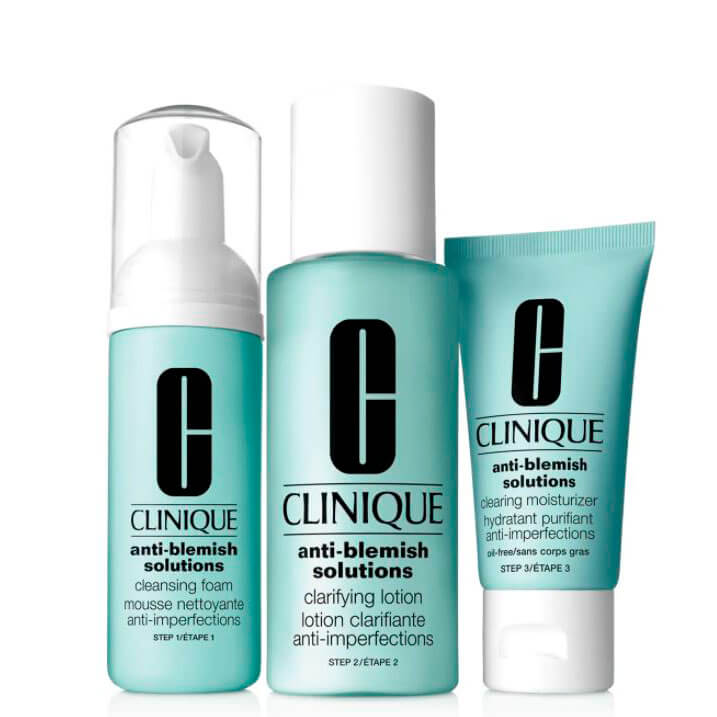 C
CLINIQUE
anti-blemish
solutions
cleansing foam
mousse nettoyante
anti-imperfections
STEP 1/ÉTAPE 1
C
CLINIQUE
anti-blemish
solutions
clarifying lotion
lotion clarifiante
anti-imperfections
STEP 2/ÉTAPE 2
C
CLINIQUE
anti-blemish
solutions
clearing moisturizer
hydratant purifiant
anti-imperfections
oil-free/sans corps gras
STEP 3/ÉTAPE 3